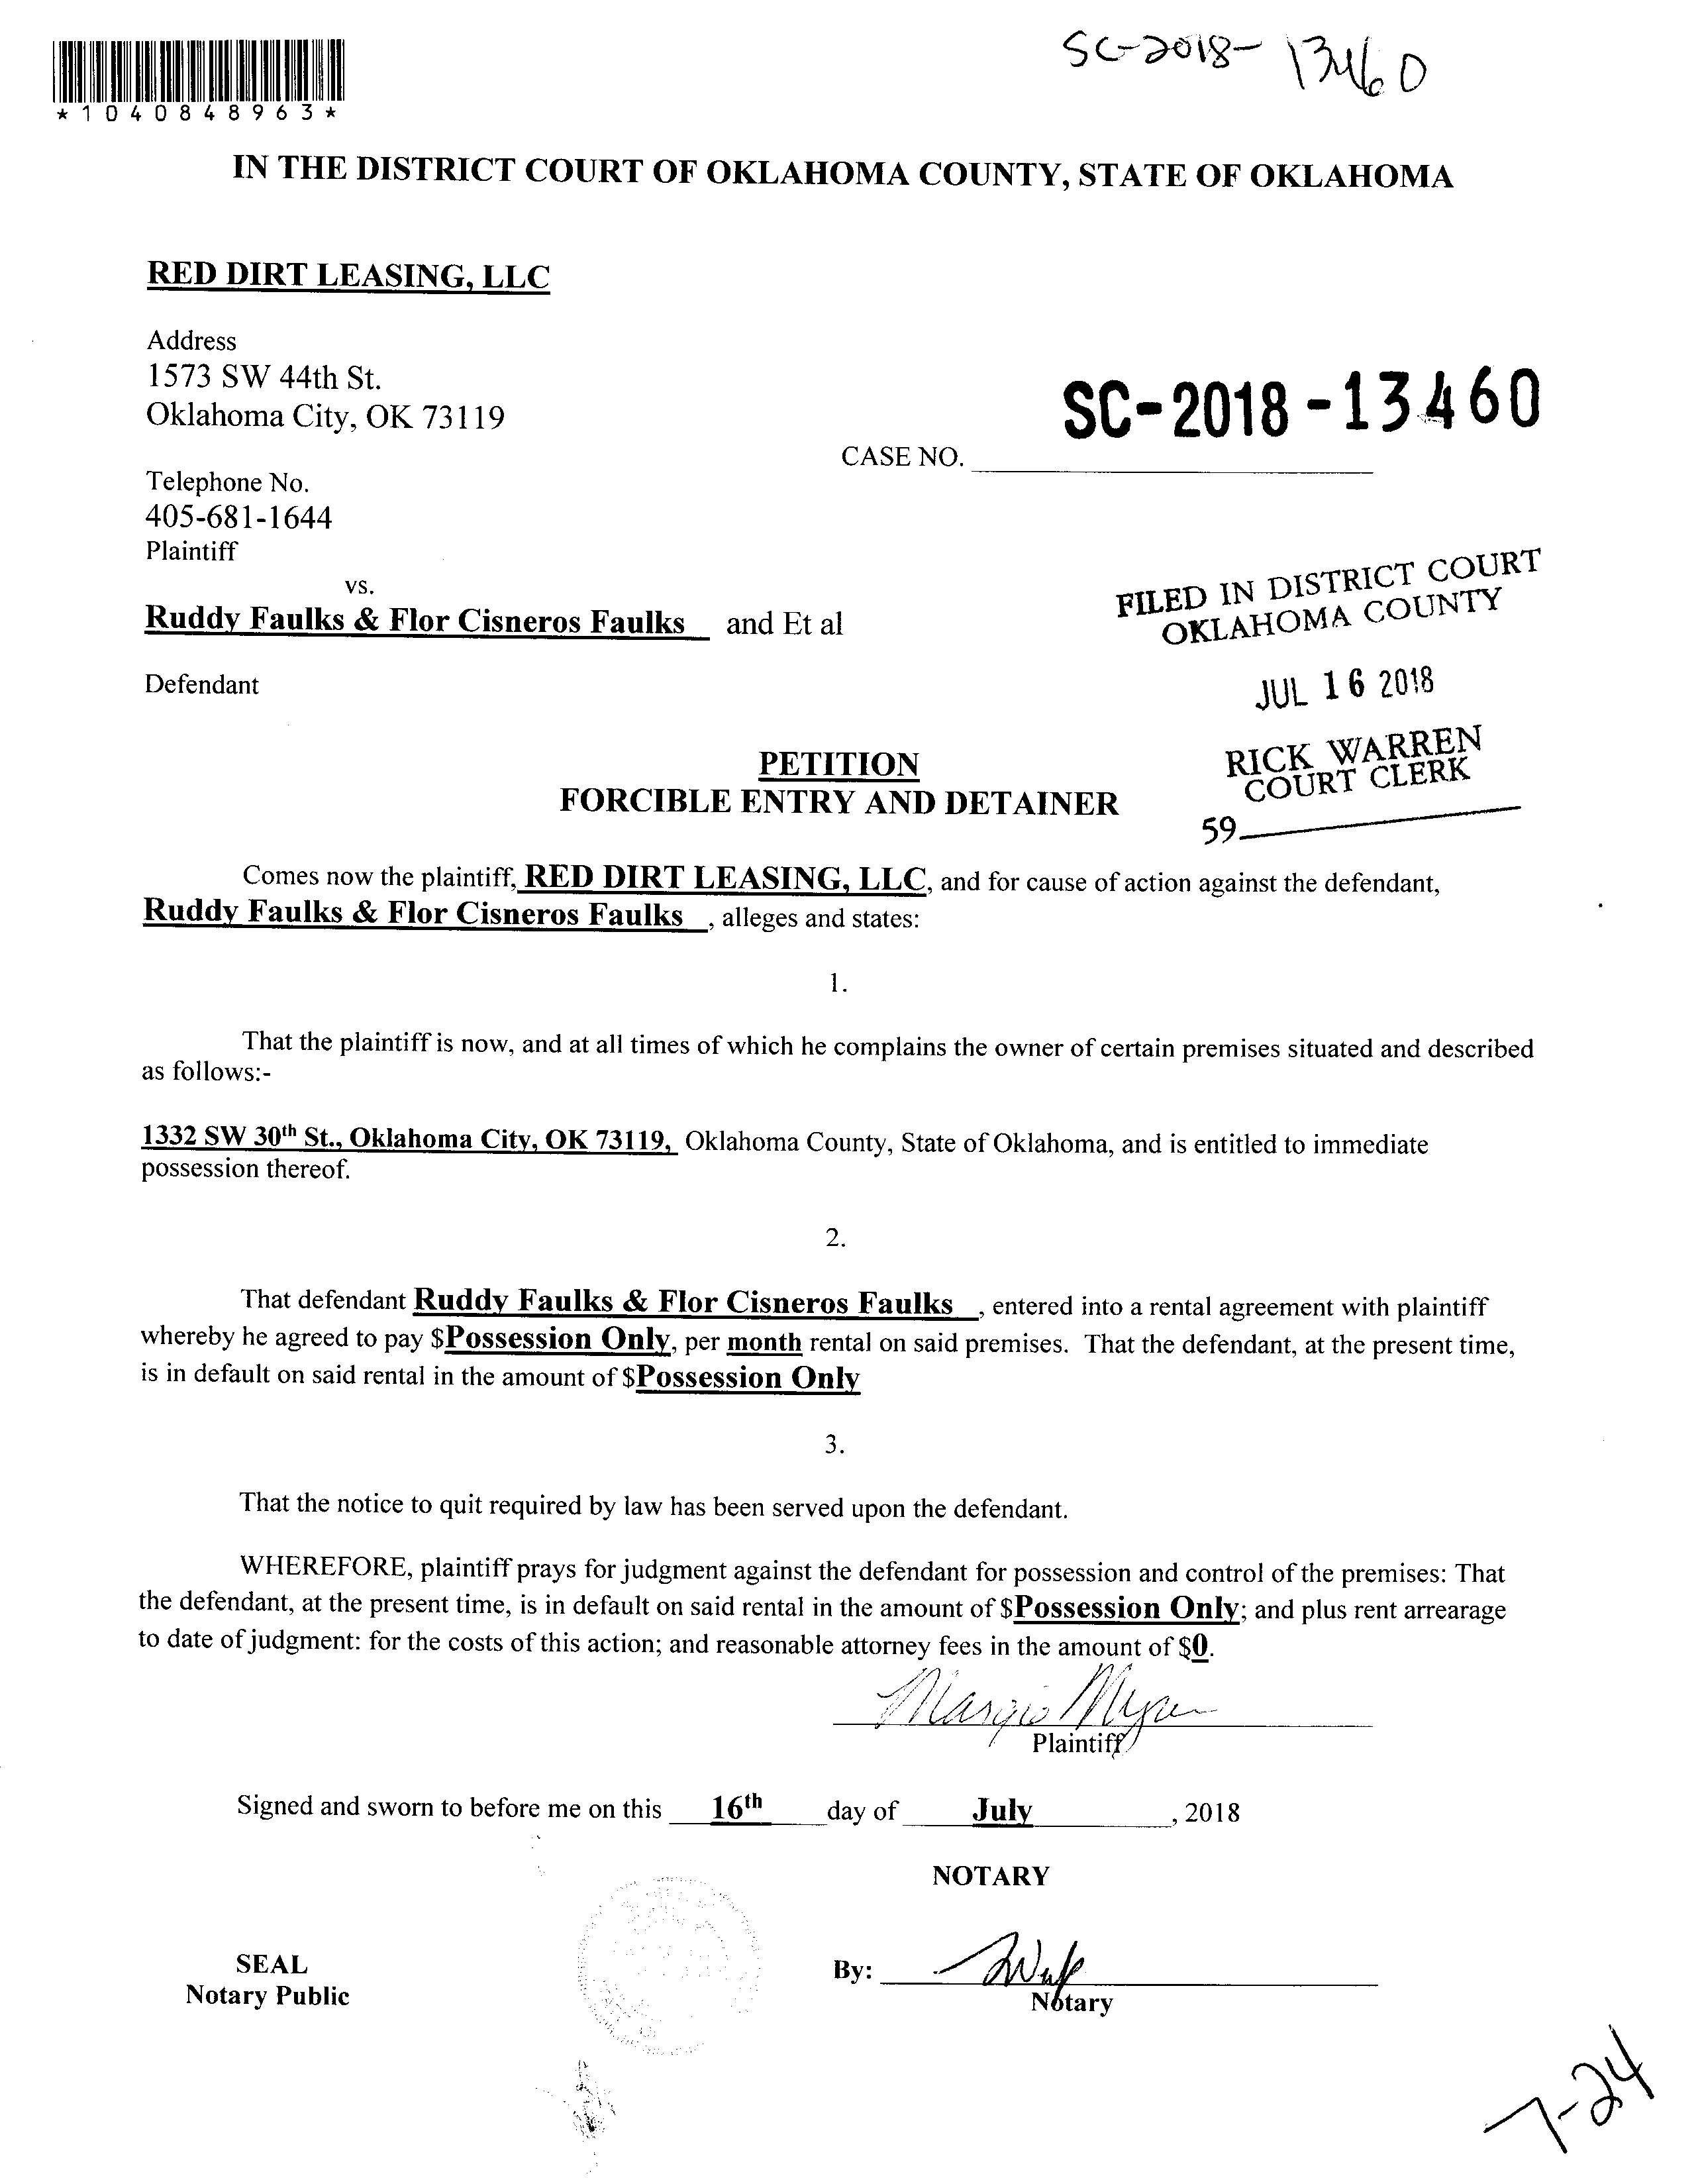 SC-2018-13460
*1040848963*
IN THE DISTRICT COURT OF OKLAHOMA COUNTY, STATE OF OKLAHOMA
RED DIRT LEASING, LLC
Address
1573 SW 44th St.
Oklahoma City, OK 73119
SC-2018-13460
CASE NO.
Telephone No.
405-681-1644
Plaintiff
vs.
Ruddy Faulks & Flor Cisneros Faulks and Et al
Defendant
FILED IN DISTRICT COURT
OKLAHOMA COUNTY
JUL 16 2018
RICK WARREN
COURT CLERK
59
PETITION
FORCIBLE ENTRY AND DETAINER
Comes now the plaintiff, RED DIRT LEASING, LLC, and for cause of action against the defendant,
Ruddy Faulks & Flor Cisneros Faulks , alleges and states:
1.
That the plaintiff is now, and at all times of which he complains the owner of certain premises situated and described
as follows:-
1332 SW 30th St., Oklahoma City, OK 73119, Oklahoma County, State of Oklahoma, and is entitled to immediate
possession thereof.
2.
That defendant Ruddy Faulks & Flor Cisneros Faulks , entered into a rental agreement with plaintiff
whereby he agreed to pay $Possession Only, per month rental on said premises. That the defendant, at the present time,
is in default on said rental in the amount of $Possession Only
3.
That the notice to quit required by law has been served upon the defendant.
WHEREFORE, plaintiff prays for judgment against the defendant for possession and control of the premises: That
the defendant, at the present time, is in default on said rental in the amount of $Possession Only; and plus rent arrearage
to date of judgment: for the costs of this action; and reasonable attorney fees in the amount of $0.
Plaintiff
Signed and sworn to before me on this 16th day of July , 2018
NOTARY
SEAL
Notary Public
By:
Notary
7-24